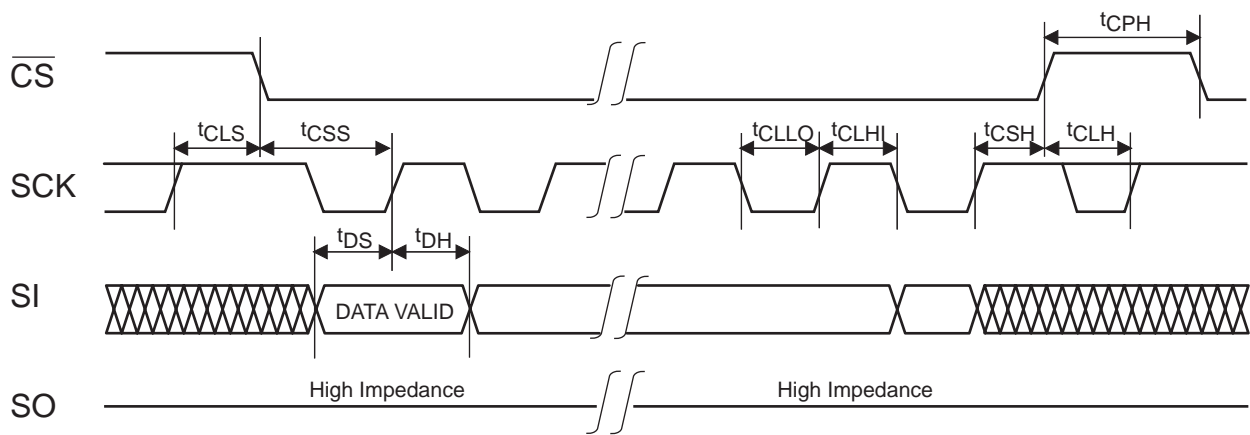 tCPH
CS
tCLS
tCSS
tCLLO
tCLHI
tCSH
tCLH
SCK
tDS
tDH
SI
DATA VALID
High Impedance
High Impedance
SO